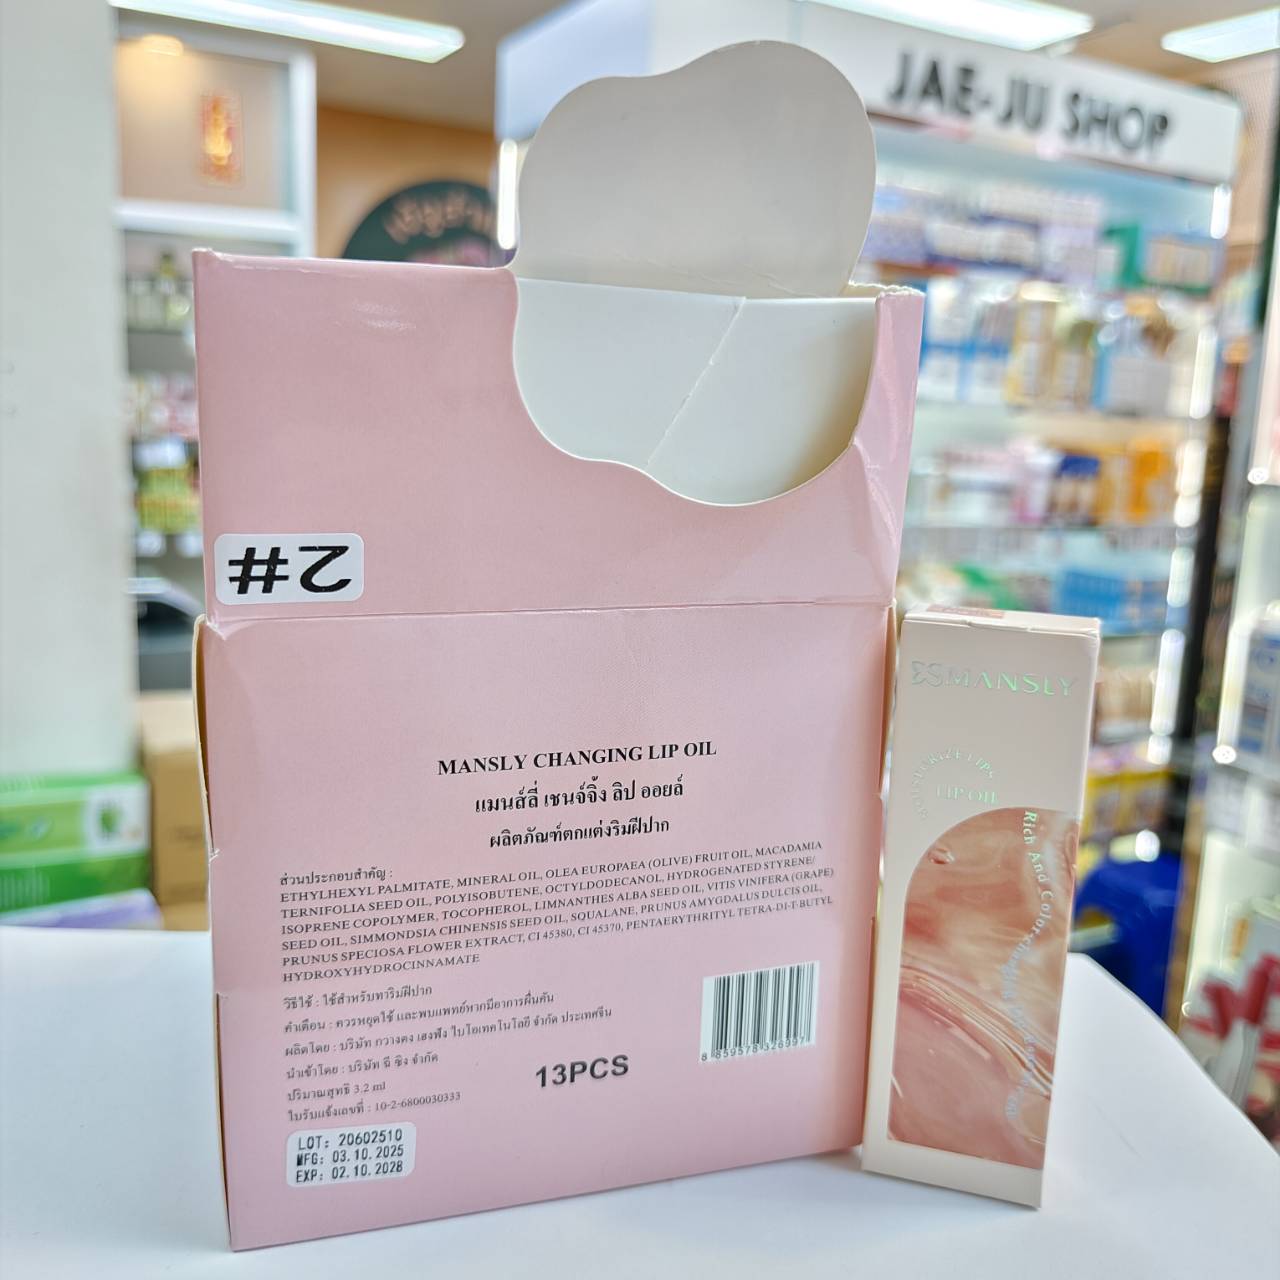 JAE-JU SHOP
#2
MANSLY CHANGING LIP OIL
แมนส์ลี่ เชนจ์จิ้ง ลิป ออยล์
ผลิตภัณฑ์ตกแต่งริมฝีปาก
ส่วนประกอบสำคัญ :
ETHYLHEXYL PALMITATE, MINERAL OIL, OLEA EUROPAEA (OLIVE) FRUIT OIL, MACADAMIA
TERNIFOLIA SEED OIL, POLYISOBUTENE, OCTYLDODECANOL, HYDROGENATED STYRENE/
ISOPRENE COPOLYMER, TOCOPHEROL, LIMNANTHES ALBA SEED OIL, VITIS VINIFERA (GRAPE)
SEED OIL, SIMMONDSIA CHINENSIS SEED OIL, SQUALANE, PRUNUS AMYGDALUS DULCIS OIL,
PRUNUS SPECIOSA FLOWER EXTRACT, CI 45380, CI 45370, PENTAERYTHRITYL TETRA-DI-T-BUTYL
HYDROXYHYDROCINNAMATE
วิธีใช้ : ใช้สำหรับทาริมฝีปาก
คำเตือน : ควรหยุดใช้ และพบแพทย์หากมีอาการผื่นคัน
ผลิตโดย : บริษัท กวางตง เฮงฟัง ไบโอเทคโนโลยี จำกัด ประเทศจีน
นำเข้าโดย : บริษัท ฉี ซิง จำกัด
ปริมาณสุทธิ 3.2 ml
ใบรับแจ้งเลขที่ : 10-2-6800030333
13PCS
8 859578 326997
LOT: 20602510
MFG: 03.10.2025
EXP: 02.10.2028
MANSLY
MOISTURIZE LIPS
LIP OIL
Rich And Color-changing